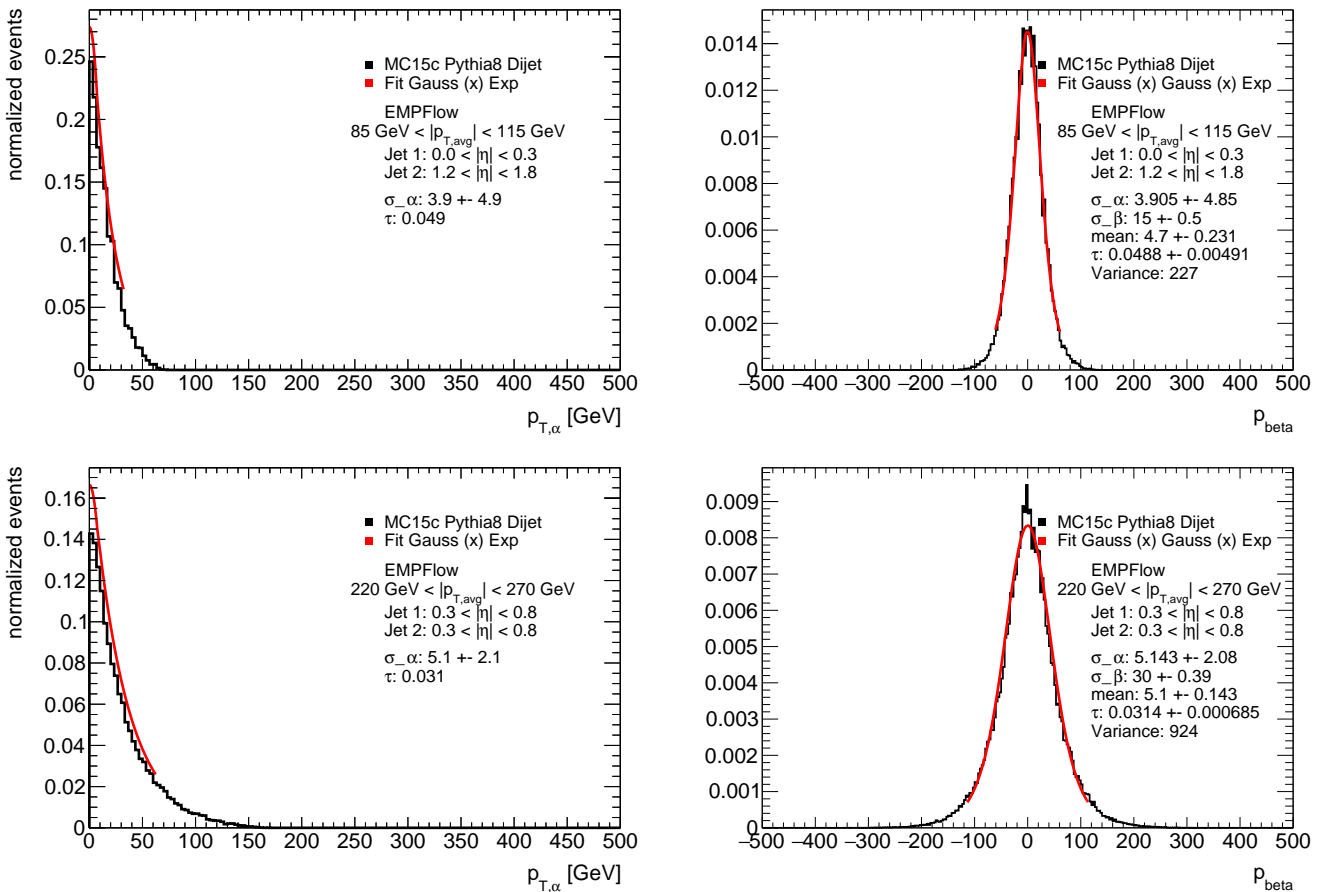 normalized events
0.25
0.2
0.15
0.1
0.05
0
0 50 100 150 200 250 300 350 400 450 500
p_T,α [GeV]
MC15c Pythia8 Dijet
Fit Gauss (x) Exp
EMPFlow
85 GeV < |p_T,avg| < 115 GeV
Jet 1: 0.0 < |η| < 0.3
Jet 2: 1.2 < |η| < 1.8
σ_α: 3.9 +- 4.9
τ: 0.049
0.014
0.012
0.01
0.008
0.006
0.004
0.002
0
−500 −400 −300 −200 −100 0 100 200 300 400 500
p_beta
MC15c Pythia8 Dijet
Fit Gauss (x) Gauss (x) Exp
EMPFlow
85 GeV < |p_T,avg| < 115 GeV
Jet 1: 0.0 < |η| < 0.3
Jet 2: 1.2 < |η| < 1.8
σ_α: 3.905 +- 4.85
σ_β: 15 +- 0.5
mean: 4.7 +- 0.231
τ: 0.0488 +- 0.00491
Variance: 227
normalized events
0.16
0.14
0.12
0.1
0.08
0.06
0.04
0.02
0
0 50 100 150 200 250 300 350 400 450 500
p_T,α [GeV]
MC15c Pythia8 Dijet
Fit Gauss (x) Exp
EMPFlow
220 GeV < |p_T,avg| < 270 GeV
Jet 1: 0.3 < |η| < 0.8
Jet 2: 0.3 < |η| < 0.8
σ_α: 5.1 +- 2.1
τ: 0.031
0.009
0.008
0.007
0.006
0.005
0.004
0.003
0.002
0.001
0
−500 −400 −300 −200 −100 0 100 200 300 400 500
p_beta
MC15c Pythia8 Dijet
Fit Gauss (x) Gauss (x) Exp
EMPFlow
220 GeV < |p_T,avg| < 270 GeV
Jet 1: 0.3 < |η| < 0.8
Jet 2: 0.3 < |η| < 0.8
σ_α: 5.143 +- 2.08
σ_β: 30 +- 0.39
mean: 5.1 +- 0.143
τ: 0.0314 +- 0.000685
Variance: 924